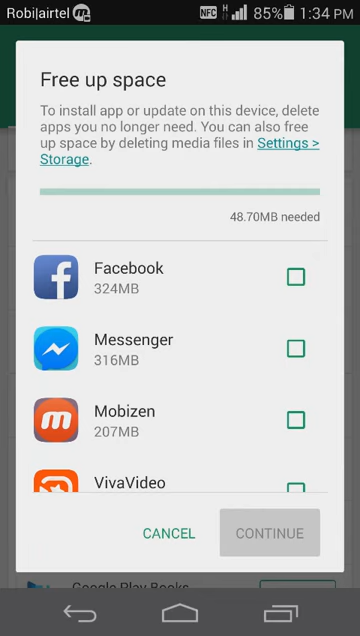 Robi|airtel NFC H 85% 1:34 PM
Free up space
To install app or update on this device, delete
apps you no longer need. You can also free
up space by deleting media files in Settings >
Storage.
48.70MB needed
Facebook
324MB
Messenger
316MB
Mobizen
207MB
VivaVideo
CANCEL CONTINUE
Google Play Books